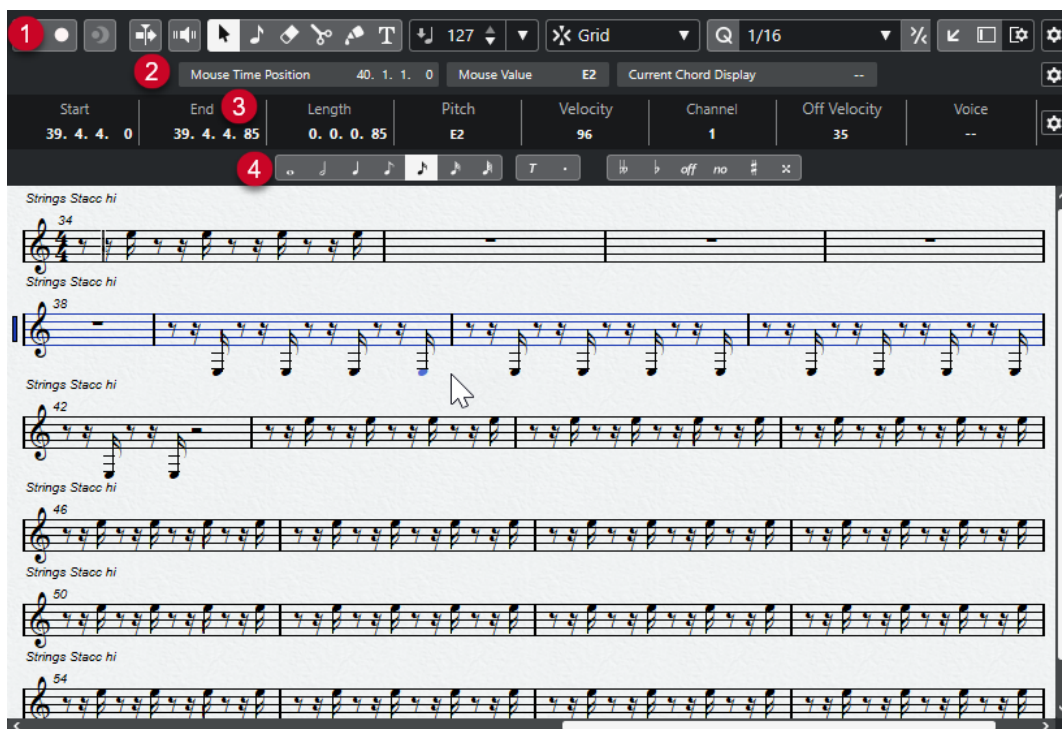 1 T 127 Grid Q 1/16
2 Mouse Time Position 40. 1. 1. 0 Mouse Value E2 Current Chord Display --
Start End 3 Length Pitch Velocity Channel Off Velocity Voice
39. 4. 4. 0 39. 4. 4. 85 0. 0. 0. 85 E2 96 1 35 --
4 T . off no
Strings Stacc hi
34
4
4
Strings Stacc hi
38
Strings Stacc hi
42
Strings Stacc hi
46
Strings Stacc hi
50
Strings Stacc hi
54